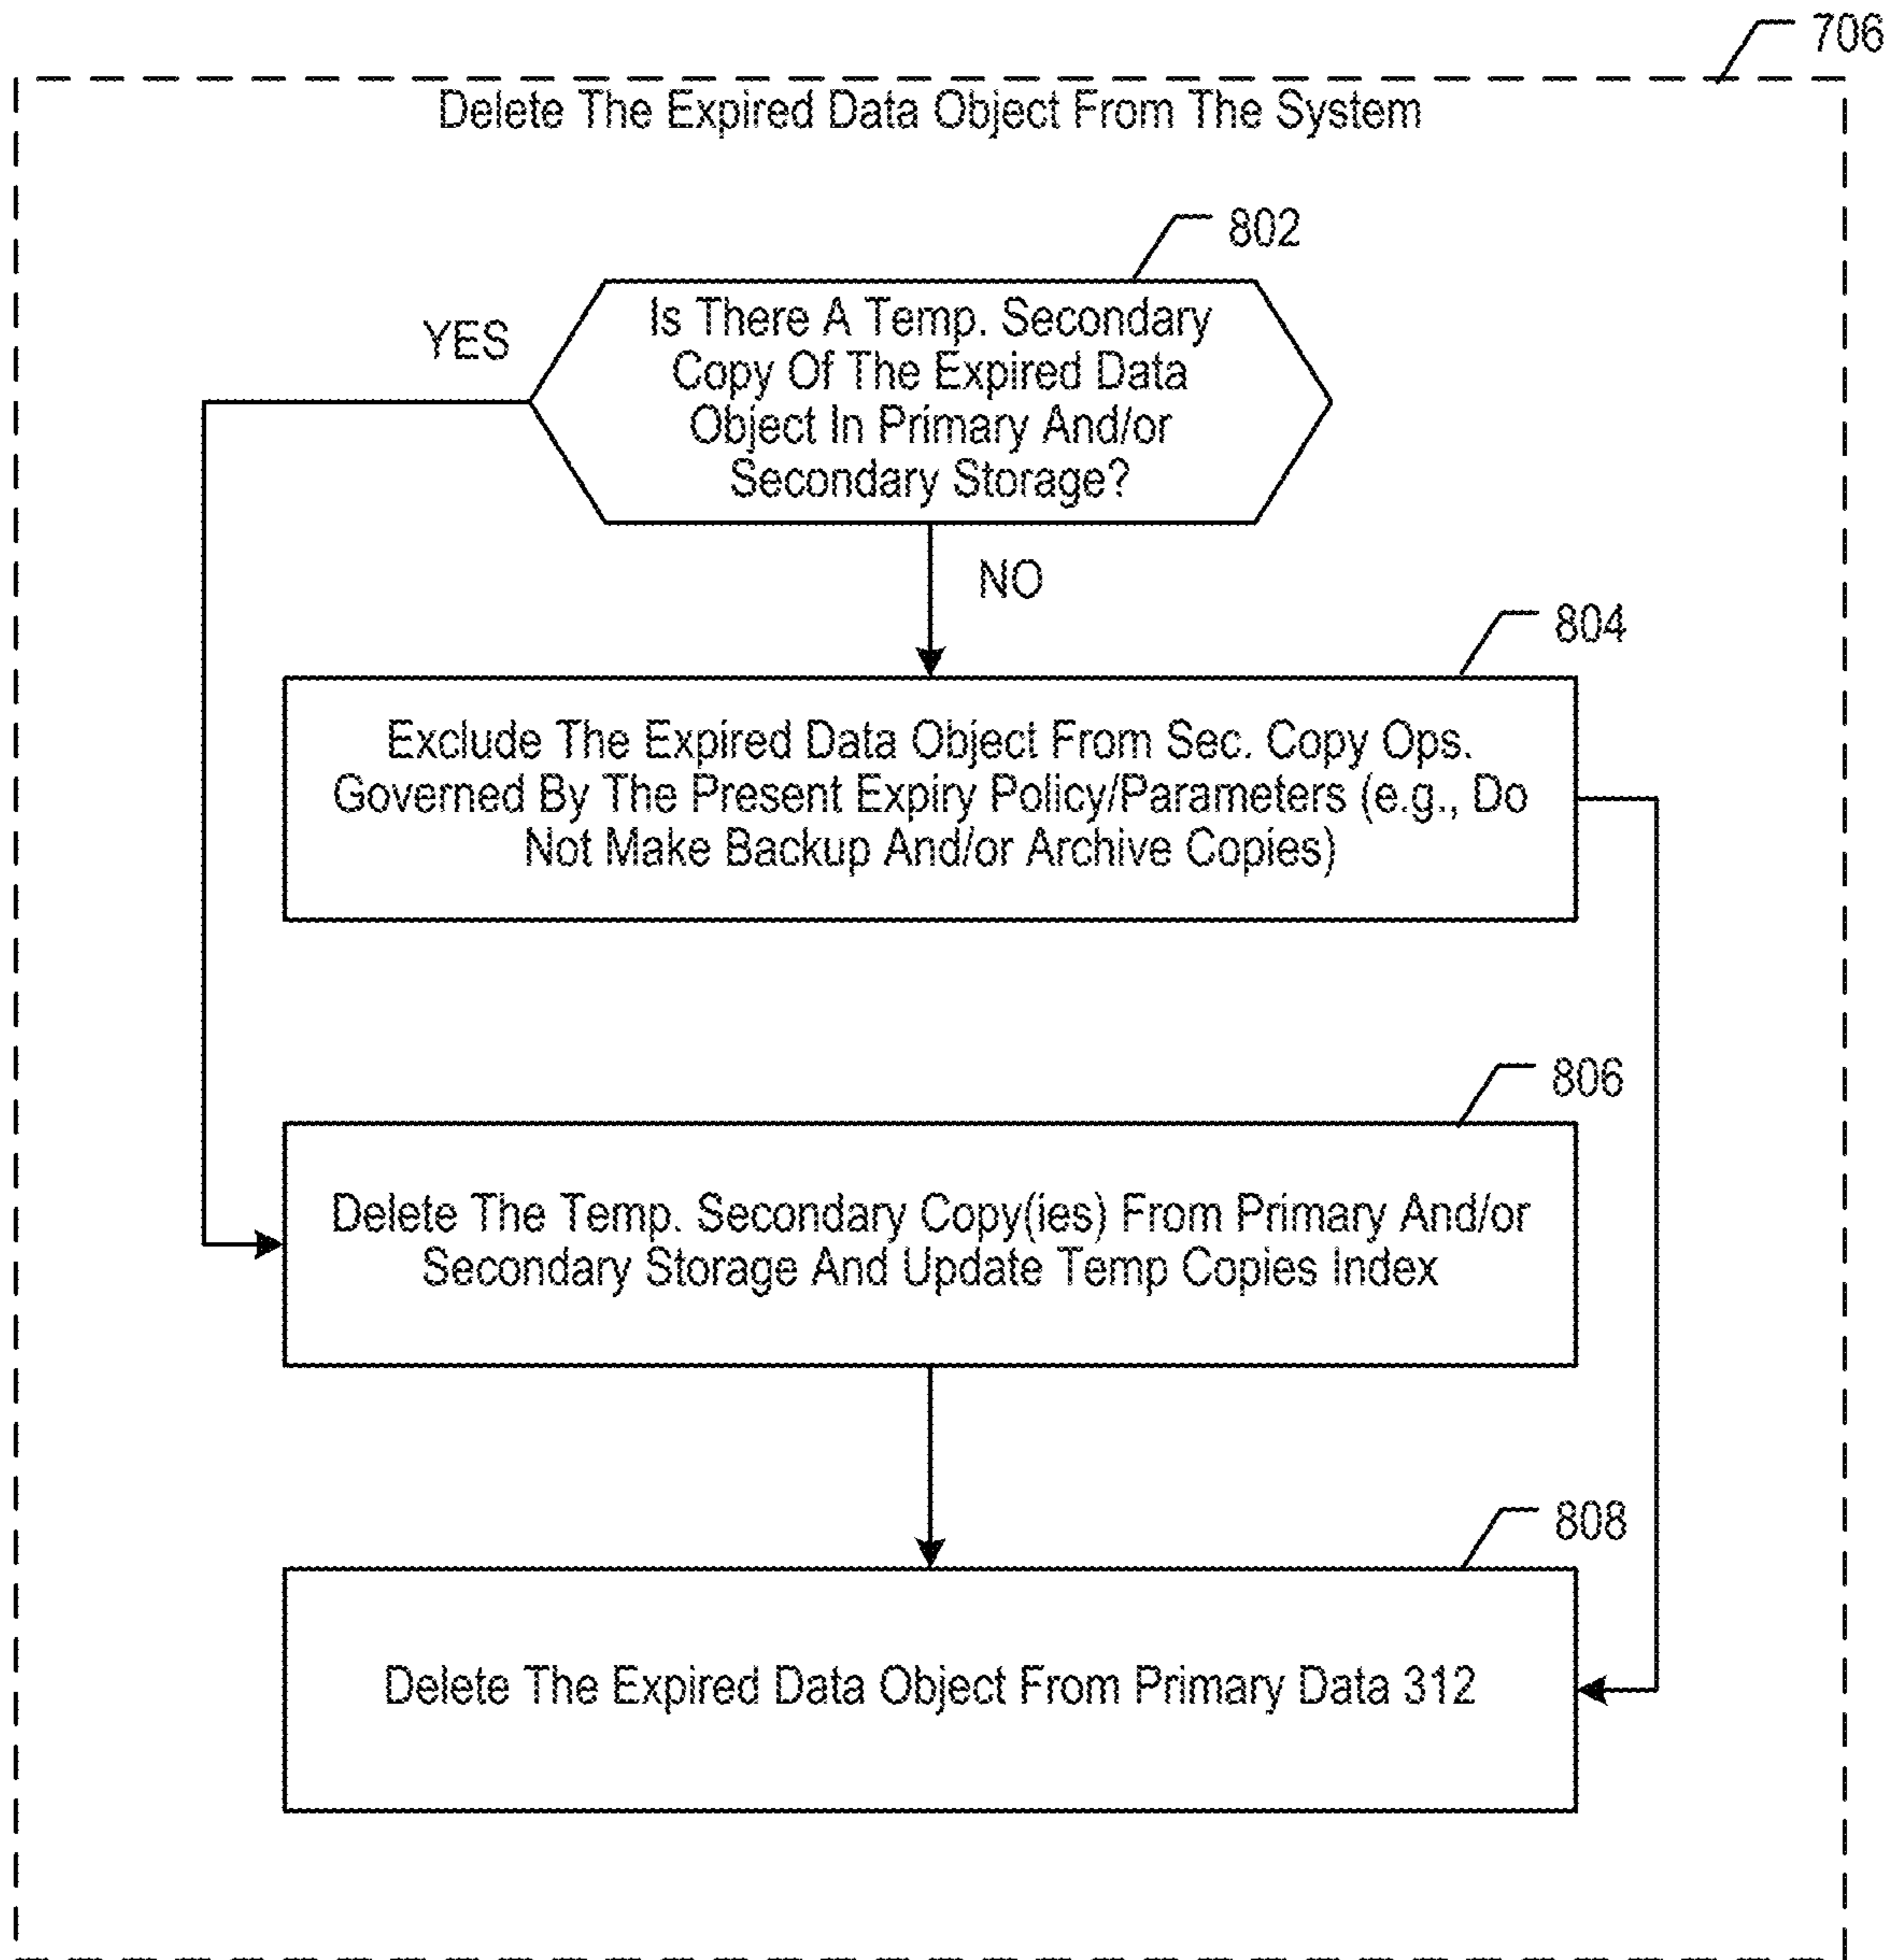 706
Delete The Expired Data Object From The System
802
YES
Is There A Temp. Secondary
Copy Of The Expired Data
Object In Primary And/or
Secondary Storage?
NO
804
Exclude The Expired Data Object From Sec. Copy Ops.
Governed By The Present Expiry Policy/Parameters (e.g., Do
Not Make Backup And/or Archive Copies)
806
Delete The Temp. Secondary Copy(ies) From Primary And/or
Secondary Storage And Update Temp Copies Index
808
Delete The Expired Data Object From Primary Data 312